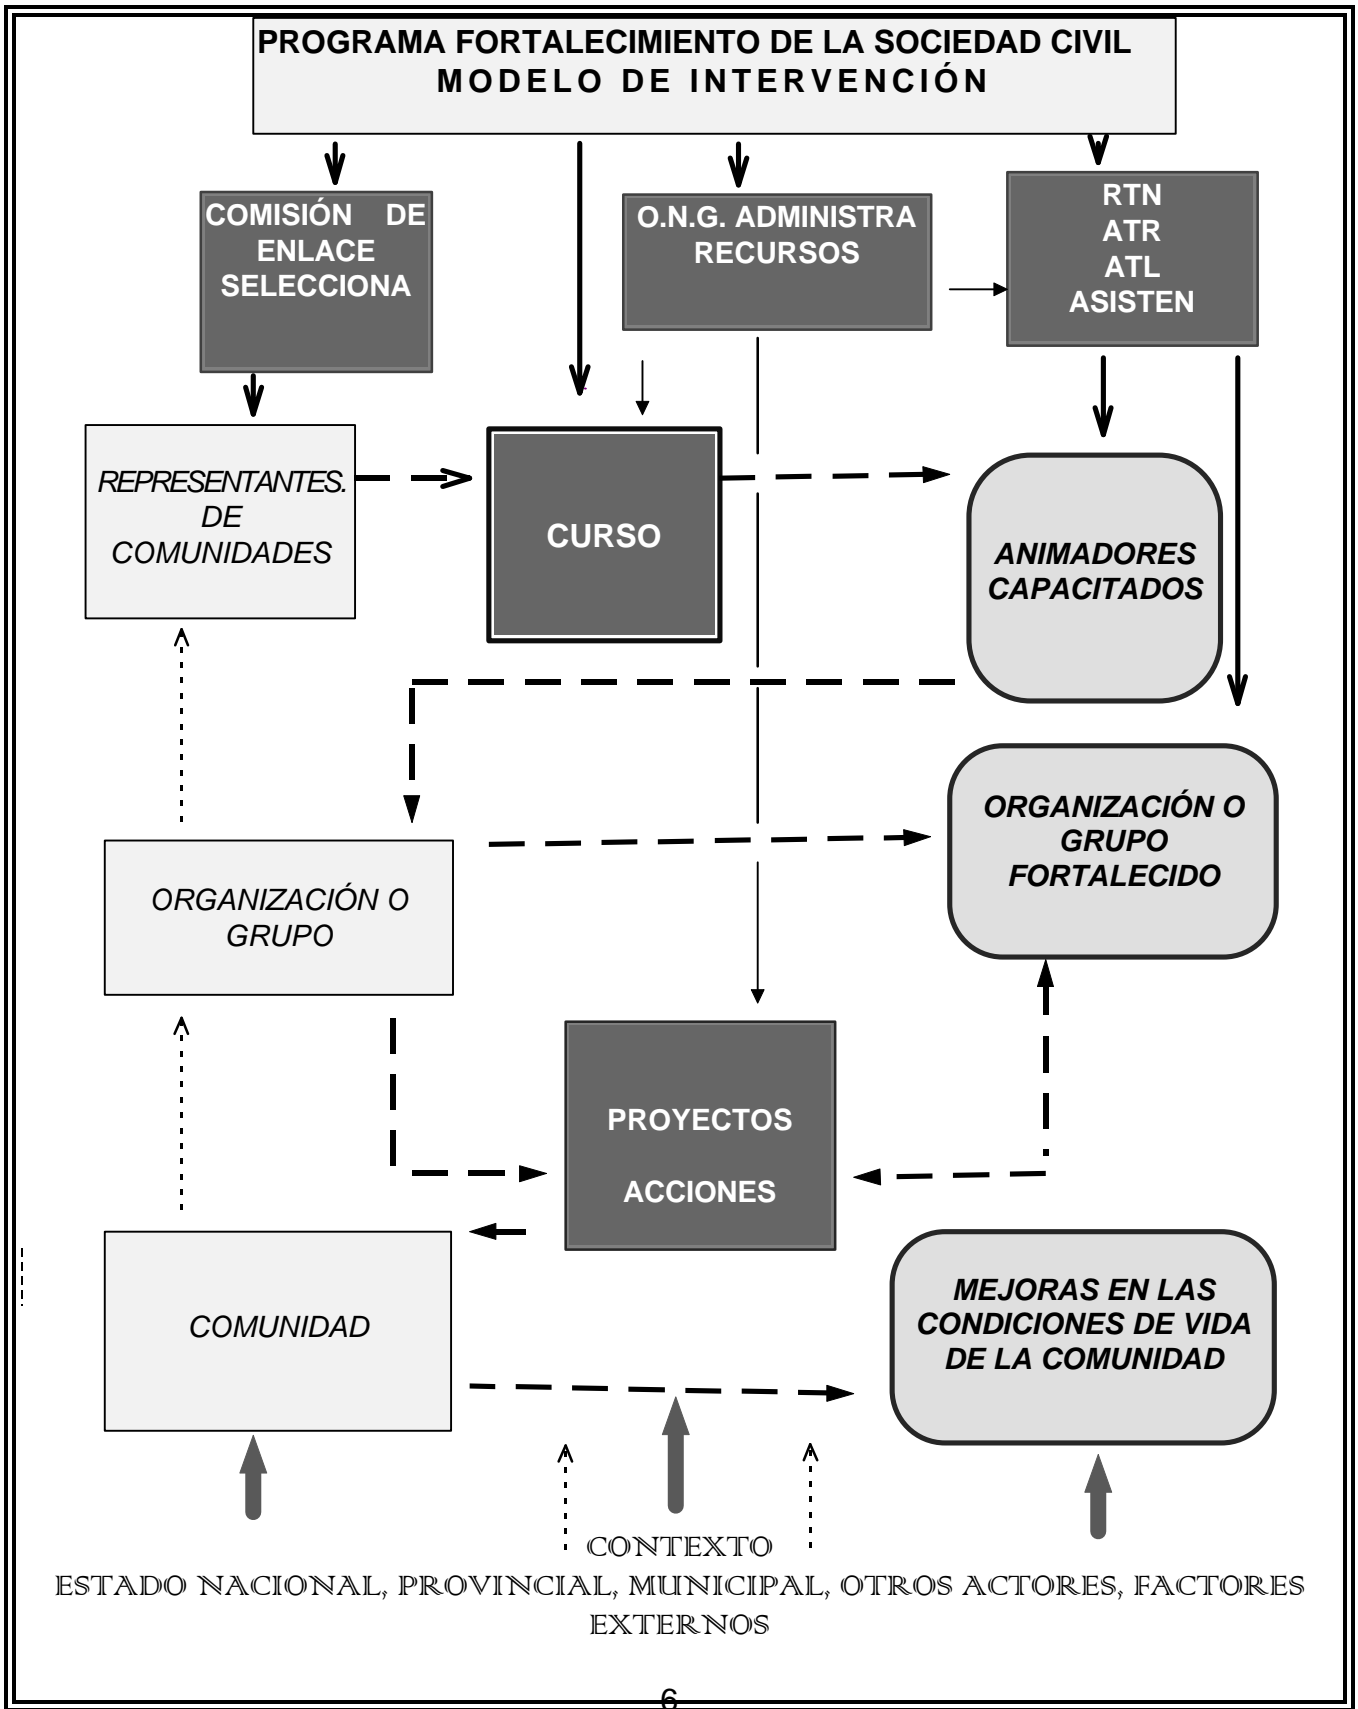 PROGRAMA FORTALECIMIENTO DE LA SOCIEDAD CIVIL
MODELO DE INTERVENCIÓN
COMISIÓN DE
ENLACE
SELECCIONA
O.N.G. ADMINISTRA
RECURSOS
RTN
ATR
ATL
ASISTEN
REPRESENTANTES.
DE
COMUNIDADES
CURSO
ANIMADORES
CAPACITADOS
ORGANIZACIÓN O
GRUPO
ORGANIZACIÓN O
GRUPO
FORTALECIDO
PROYECTOS
ACCIONES
COMUNIDAD
MEJORAS EN LAS
CONDICIONES DE VIDA
DE LA COMUNIDAD
CONTEXTO
ESTADO NACIONAL, PROVINCIAL, MUNICIPAL, OTROS ACTORES, FACTORES
EXTERNOS
6